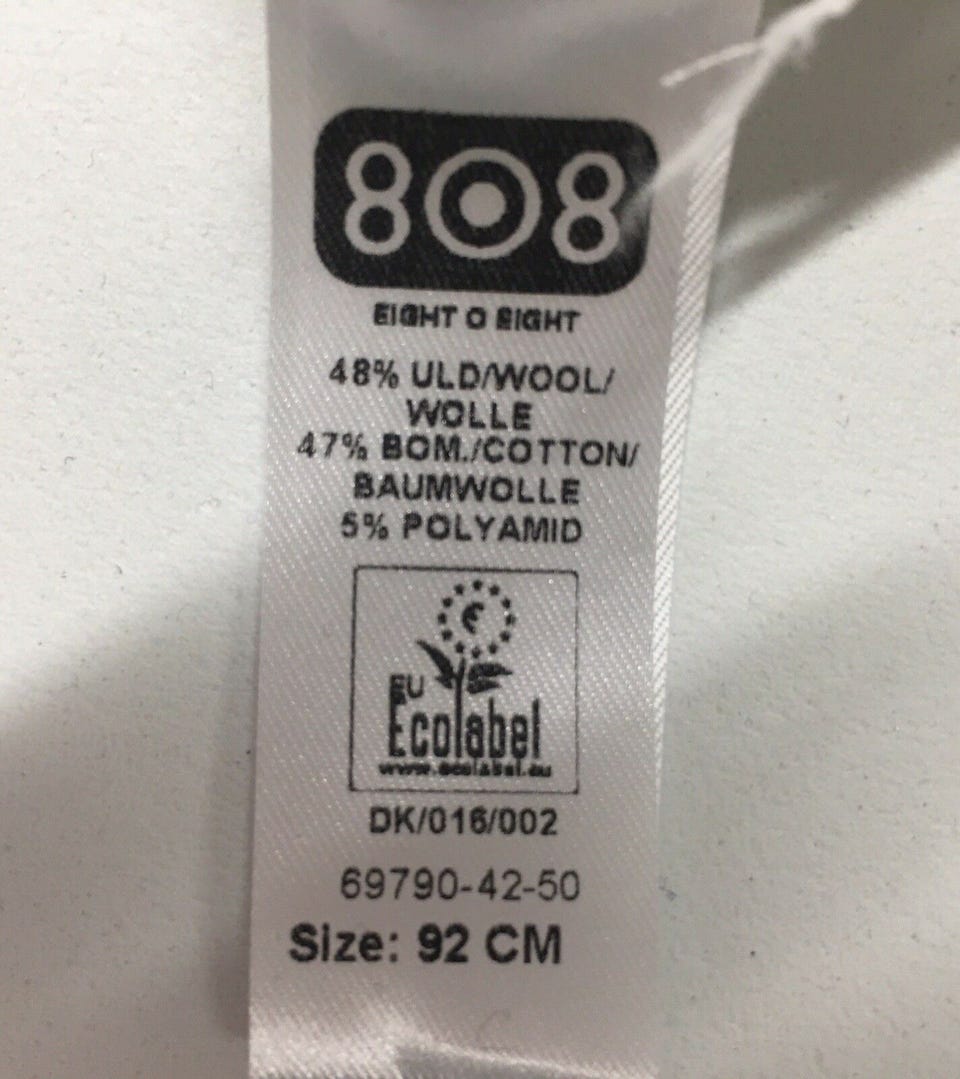 808
EIGHT O EIGHT
48% ULD/WOOL/
WOLLE
47% BOM./COTTON/
BAUMWOLLE
5% POLYAMID
EU
Ecolabel
www.ecolabel.eu
DK/016/002
69790-42-50
Size: 92 CM